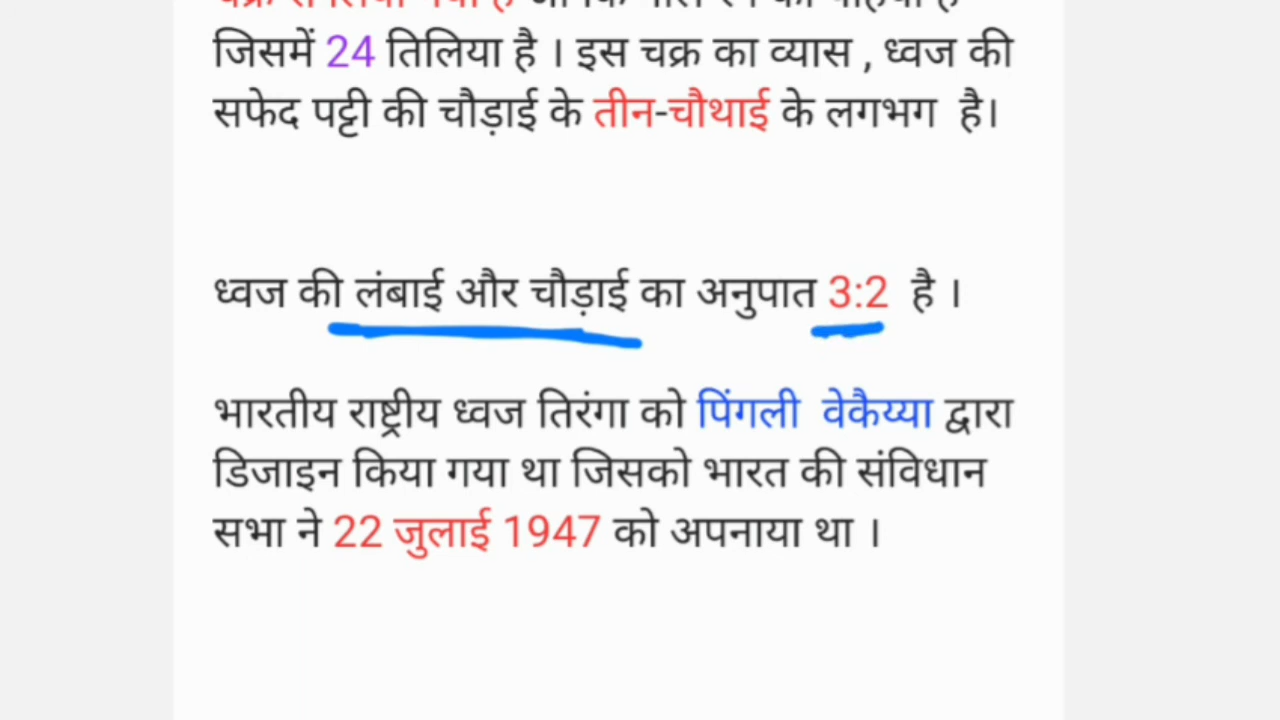 जिसमें 24 तिलिया है । इस चक्र का व्यास , ध्वज की
सफेद पट्टी की चौड़ाई के तीन-चौथाई के लगभग है।
ध्वज की लंबाई और चौड़ाई का अनुपात 3:2 है ।
भारतीय राष्ट्रीय ध्वज तिरंगा को पिंगली वेकैय्या द्वारा
डिजाइन किया गया था जिसको भारत की संविधान
सभा ने 22 जुलाई 1947 को अपनाया था ।